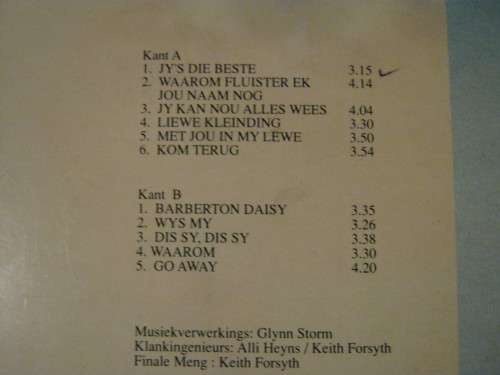 Kant A
1. JY'S DIE BESTE 3.15
2. WAAROM FLUISTER EK 4.14
JOU NAAM NOG
3. JY KAN NOU ALLES WEES 4.04
4. LIEWE KLEINDING 3.30
5. MET JOU IN MY LEWE 3.50
6. KOM TERUG 3.54
Kant B
1. BARBERTON DAISY 3.35
2. WYS MY 3.26
3. DIS SY, DIS SY 3.38
4. WAAROM 3.30
5. GO AWAY 4.20
Musiekverwerkings: Glynn Storm
Klankingenieurs: Alli Heyns / Keith Forsyth
Finale Meng : Keith Forsyth